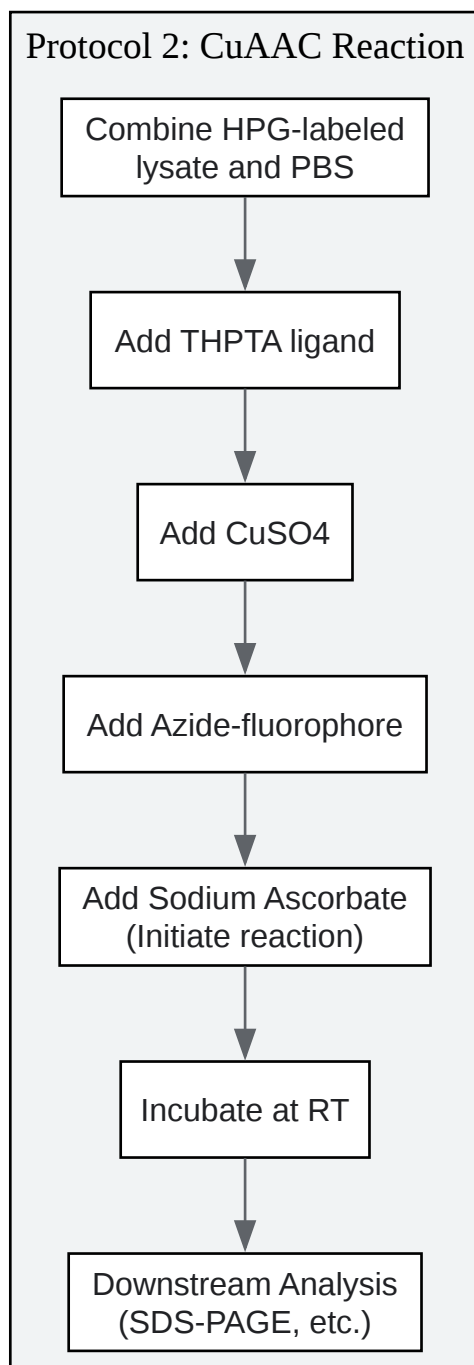 Protocol 2: CuAAC Reaction
Combine HPG-labeled
lysate and PBS
Add THPTA ligand
Add CuSO4
Add Azide-fluorophore
Add Sodium Ascorbate
(Initiate reaction)
Incubate at RT
Downstream Analysis
(SDS-PAGE, etc.)